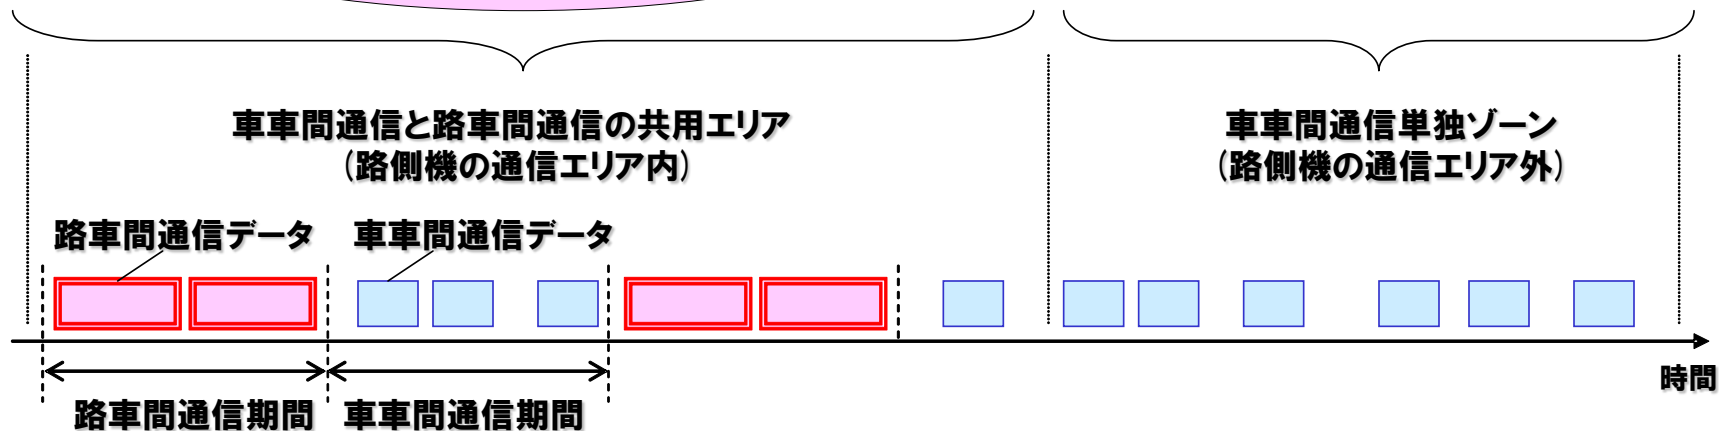 車車間通信と路車間通信の共用エリア
(路側機の通信エリア内)
車車間通信単独ゾーン
(路側機の通信エリア外)
路車間通信データ
車車間通信データ
時間
路車間通信期間
車車間通信期間